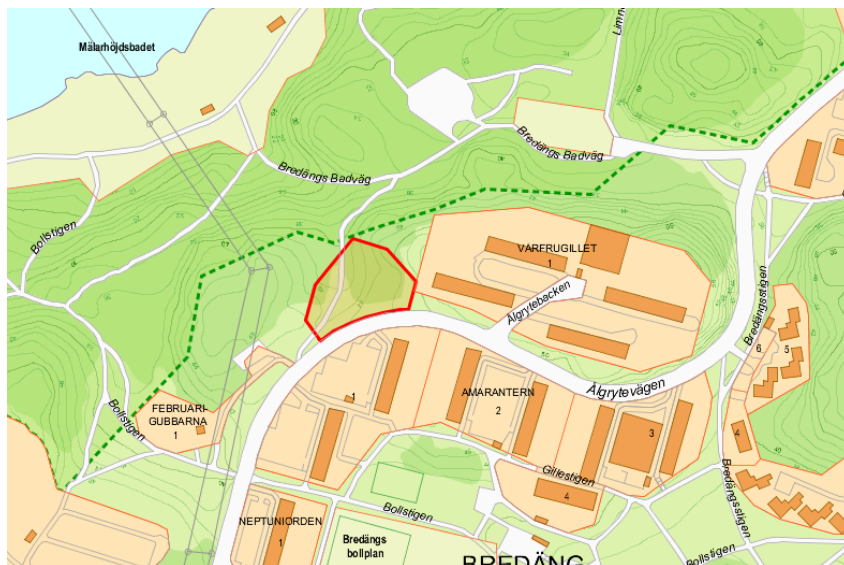 Mälarhöjdsbadet
Bredängs Badväg
Bredängs Badväg
Bollstigen
VÅRFRUGILLET
1
Älgrytebacken
Bredängsstigen
6
5
Älgrytevägen
FEBRUARI-
GUBBARNA
1
1
AMARANTERN
2
3
4
Bollstigen
Gillestigen
4
Bredängsstigen
NEPTUNIORDEN
1
Bollstigen
Bredängs
bollplan
BREDÄNG
Bollstigen